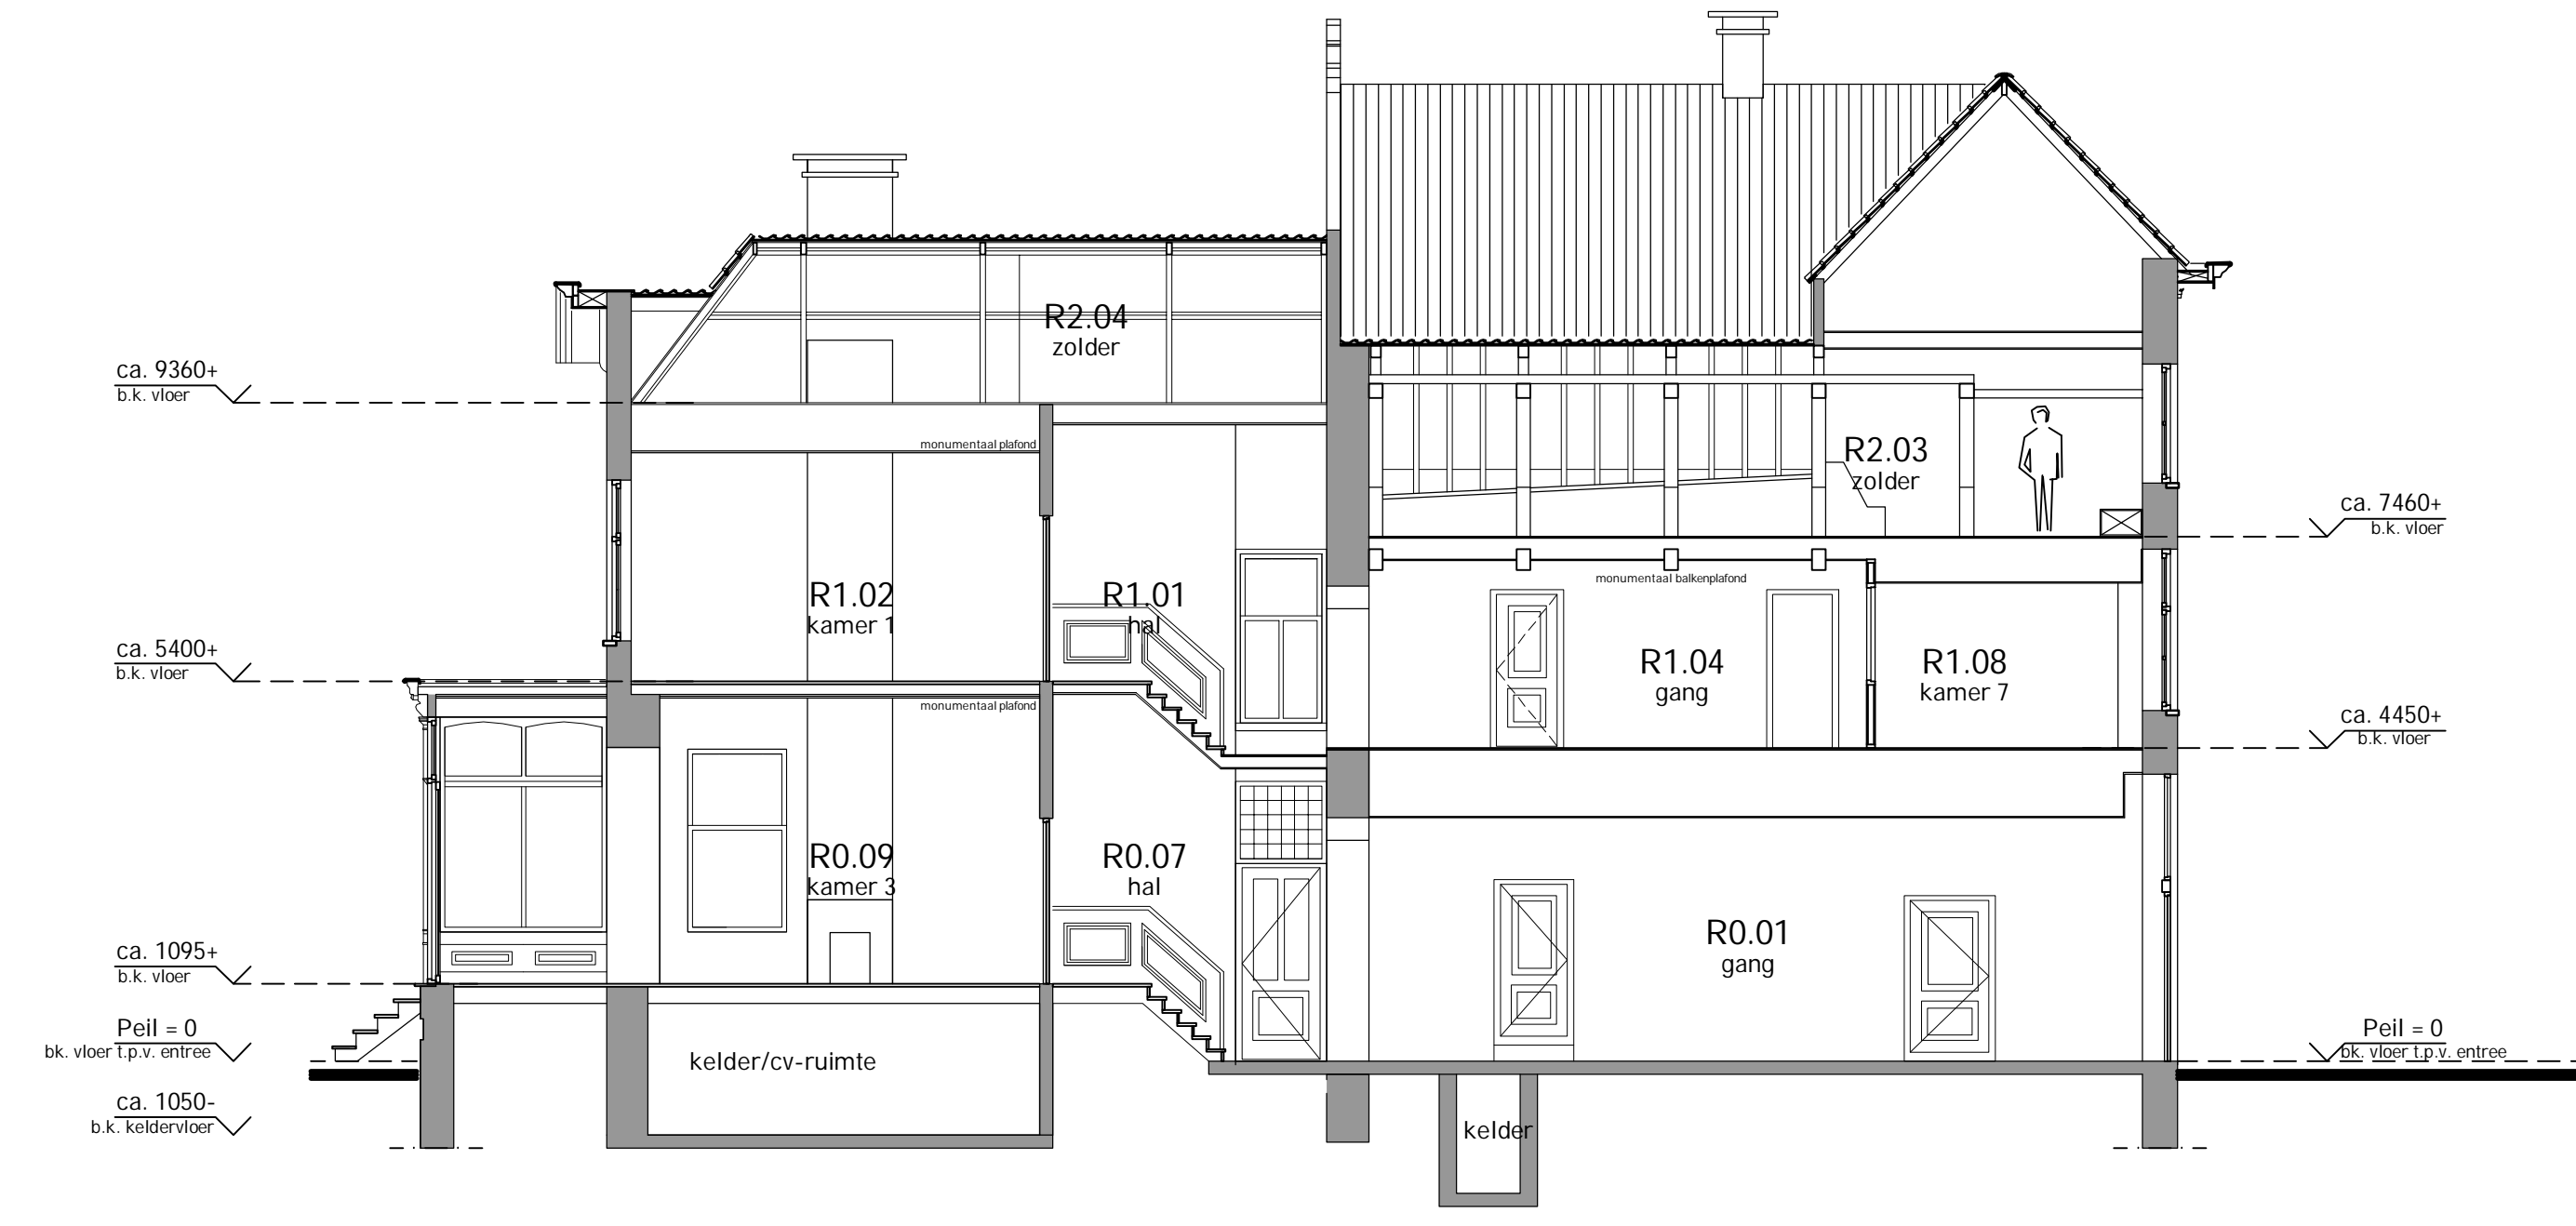 R2.04
zolder
ca. 9360+
b.k. vloer
monumentaal plafond
R2.03
zolder
ca. 7460+
b.k. vloer
monumentaal balkenplafond
R1.02
kamer 1
R1.01
hal
R1.04
gang
R1.08
kamer 7
ca. 5400+
b.k. vloer
monumentaal plafond
ca. 4450+
b.k. vloer
R0.09
kamer 3
R0.07
hal
R0.01
gang
ca. 1095+
b.k. vloer
Peil = 0
bk. vloer t.p.v. entree
Peil = 0
bk. vloer t.p.v. entree
kelder/cv-ruimte
ca. 1050-
b.k. keldervloer
kelder